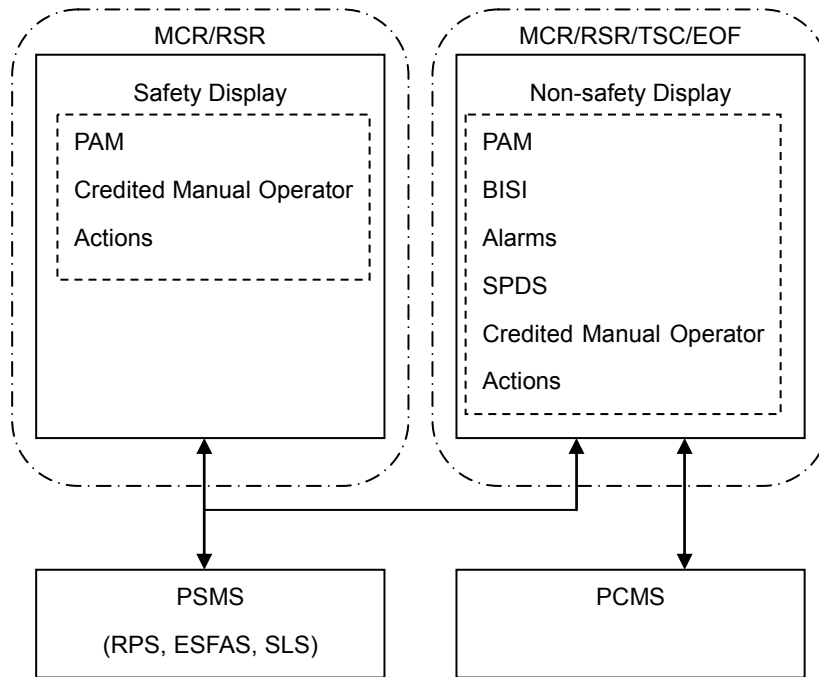 MCR/RSR
Safety Display
PAM
Credited Manual Operator
Actions
MCR/RSR/TSC/EOF
Non-safety Display
PAM
BISI
Alarms
SPDS
Credited Manual Operator
Actions
PSMS
(RPS, ESFAS, SLS)
PCMS